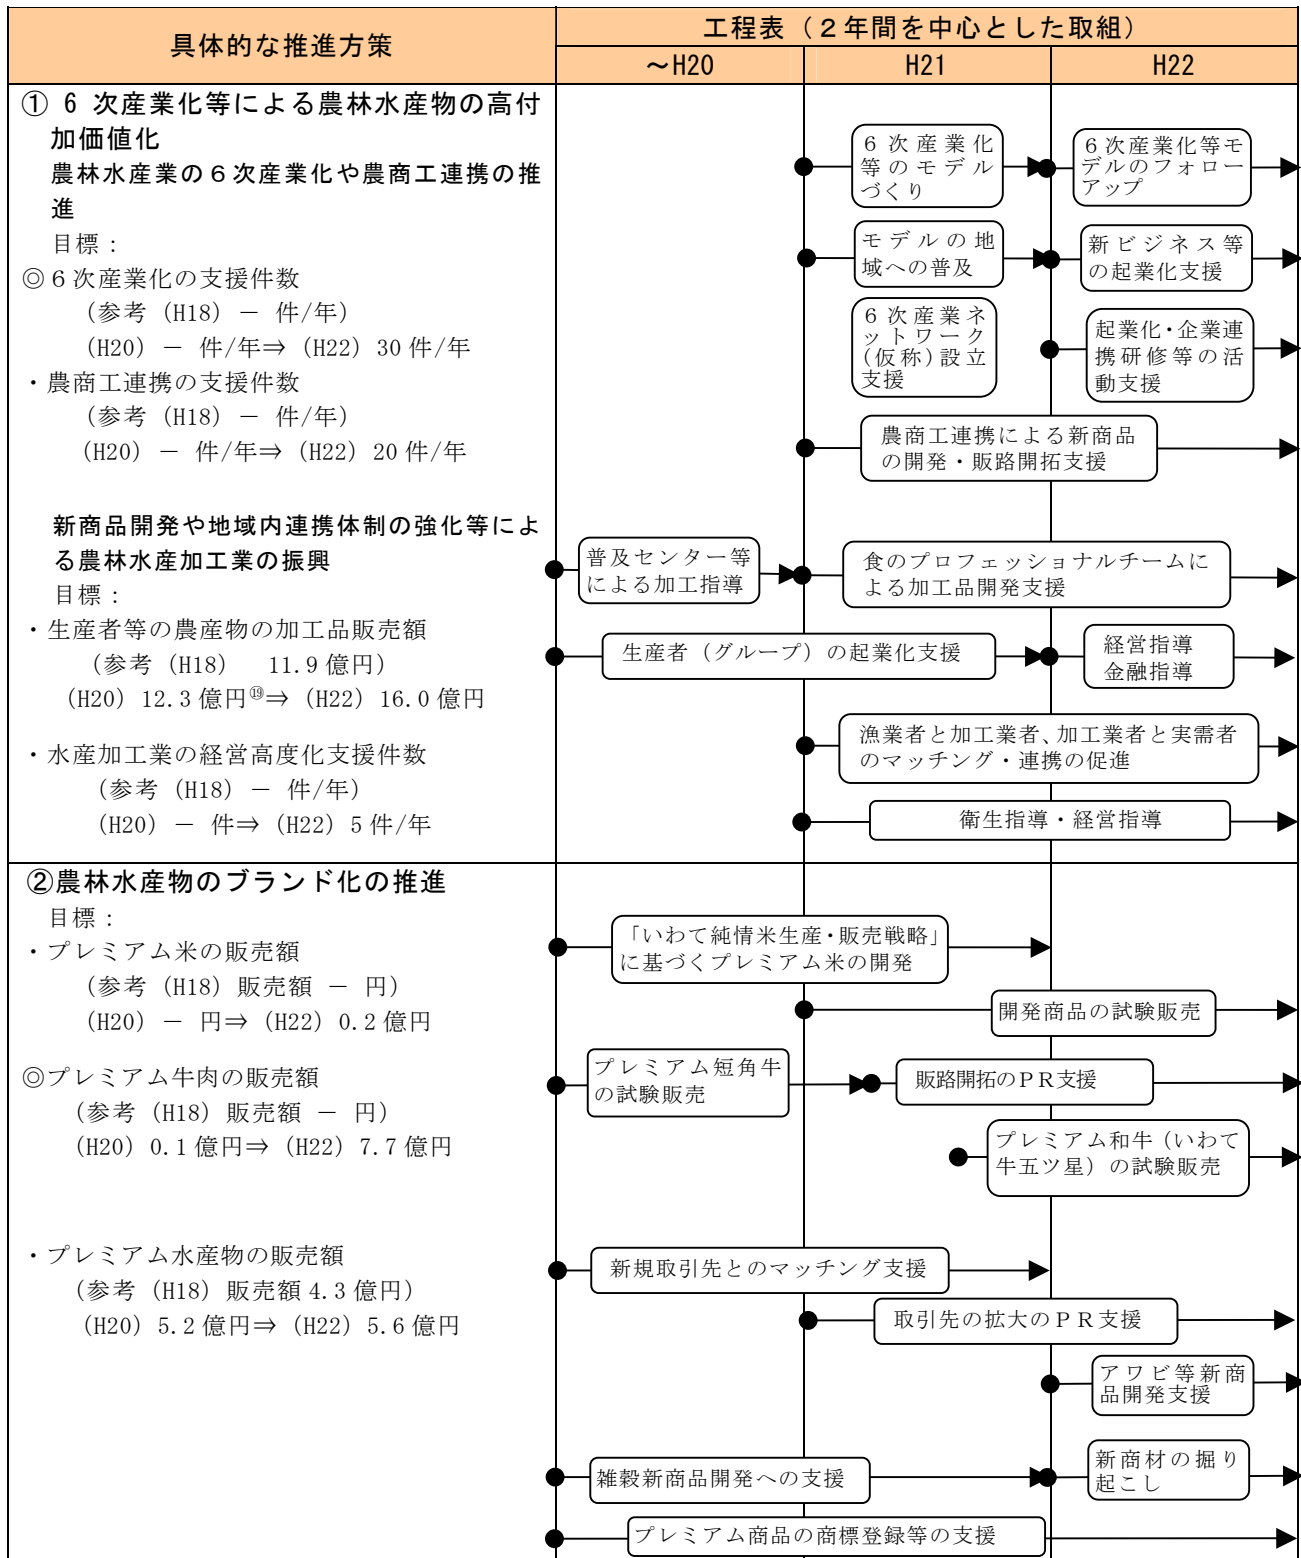 具体的な推進方策
工程表（２年間を中心とした取組）
～H20
H21
H22
① 6 次産業化等による農林水産物の高付
加価値化
農林水産業の６次産業化や農商工連携の推
進
目標：
◎６次産業化の支援件数
（参考（H18）－ 件/年）
（H20）－ 件/年⇒（H22）30 件/年
・農商工連携の支援件数
（参考（H18）－ 件/年）
（H20）－ 件/年⇒（H22）20 件/年
新商品開発や地域内連携体制の強化等によ
る農林水産加工業の振興
目標：
・生産者等の農産物の加工品販売額
（参考（H18） 11.9 億円）
（H20）12.3 億円⑲⇒（H22）16.0 億円
・水産加工業の経営高度化支援件数
（参考（H18）－ 件/年）
（H20）－ 件⇒（H22）5 件/年
６次産業化
等のモデル
づくり
６次産業化等モ
デルのフォロー
アップ
モデルの地
域への普及
新ビジネス等
の起業化支援
６次産業ネ
ットワーク
（仮称）設立
支援
起業化・企業連
携研修等の活
動支援
農商工連携による新商品
の開発・販路開拓支援
普及センター等
による加工指導
食のプロフェッショナルチームに
よる加工品開発支援
生産者（グループ）の起業化支援
経営指導
金融指導
漁業者と加工業者、加工業者と実需者
のマッチング・連携の促進
衛生指導・経営指導
②農林水産物のブランド化の推進
目標：
・プレミアム米の販売額
（参考（H18）販売額 － 円）
（H20）－ 円⇒（H22）0.2 億円
◎プレミアム牛肉の販売額
（参考（H18）販売額 － 円）
（H20）0.1 億円⇒（H22）7.7 億円
・プレミアム水産物の販売額
（参考（H18）販売額 4.3 億円）
（H20）5.2 億円⇒（H22）5.6 億円
「いわて純情米生産・販売戦略」
に基づくプレミアム米の開発
開発商品の試験販売
プレミアム短角牛
の試験販売
販路開拓のＰＲ支援
プレミアム和牛（いわて
牛五ツ星）の試験販売
新規取引先とのマッチング支援
取引先の拡大のＰＲ支援
アワビ等新商
品開発支援
雑穀新商品開発への支援
新商材の掘り
起こし
プレミアム商品の商標登録等の支援